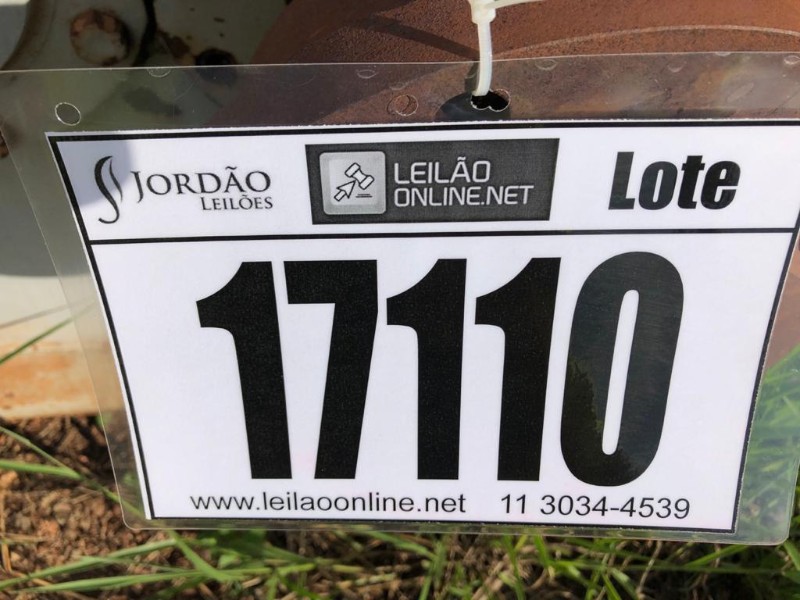 JORDÃO
LEILÕES
LEILÃO
ONLINE.NET
Lote
17110
www.leilaoonline.net 11 3034-4539